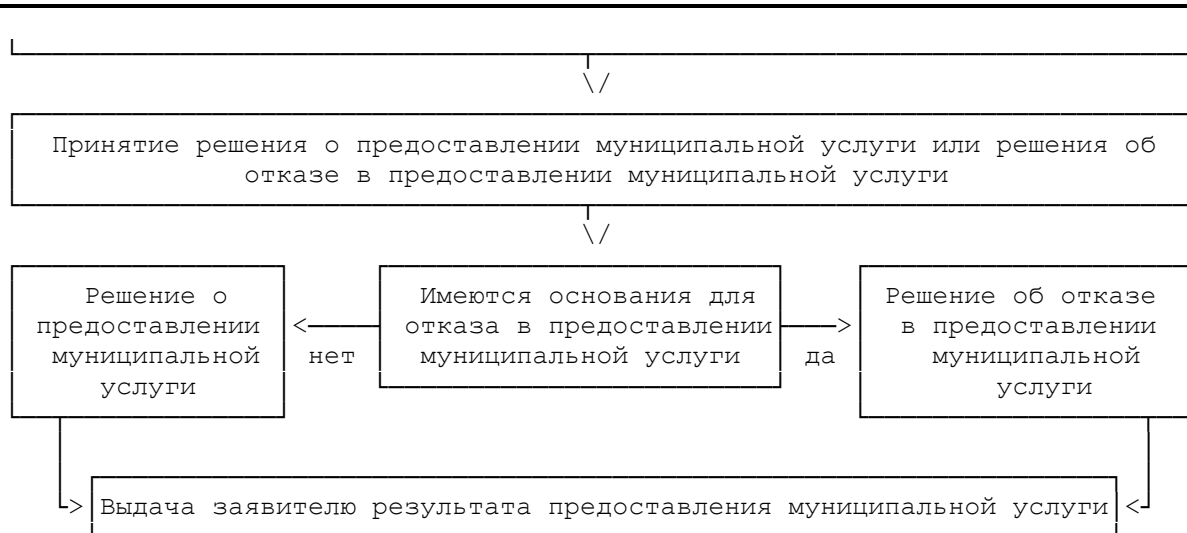 Принятие решения о предоставлении муниципальной услуги или решения об
отказе в предоставлении муниципальной услуги
Решение о
предоставлении
муниципальной
услуги
нет
Имеются основания для
отказа в предоставлении
муниципальной услуги
да
Решение об отказе
в предоставлении
муниципальной
услуги
Выдача заявителю результата предоставления муниципальной услуги